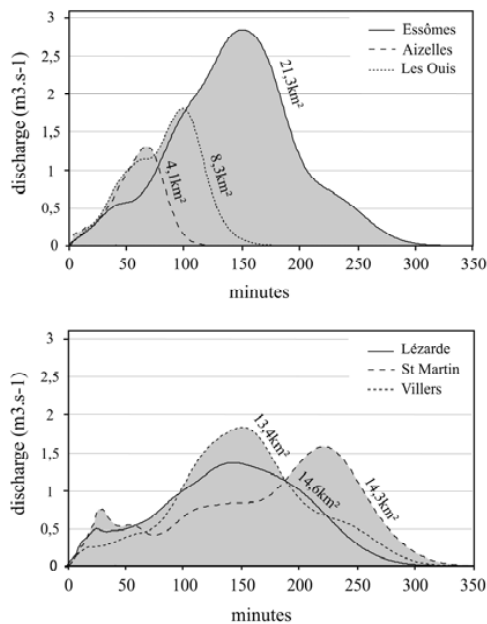 3
2,5
2
1,5
1
0,5
0
discharge (m3.s-1)
Essômes
Aizelles
Les Ouis
21,3km²
4,1km²
8,3km²
0 50 100 150 200 250 300 350
minutes
3
2,5
2
1,5
1
0,5
0
discharge (m3.s-1)
Lézarde
St Martin
Villers
13,4km²
14,6km²
14,3km²
0 50 100 150 200 250 300 350
minutes